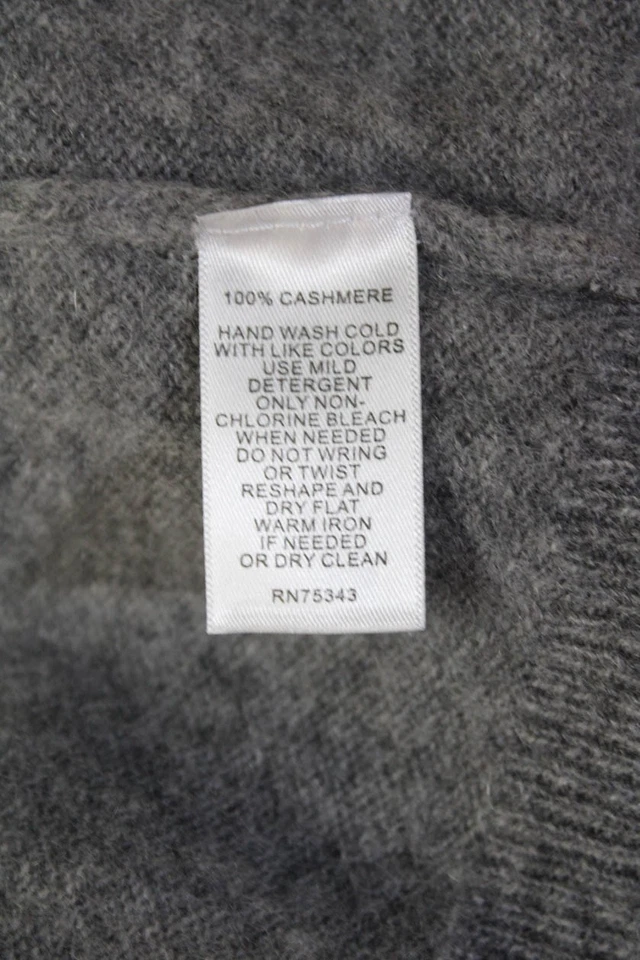 100% CASHMERE
HAND WASH COLD
WITH LIKE COLORS
USE MILD
DETERGENT
ONLY NON-
CHLORINE BLEACH
WHEN NEEDED
DO NOT WRING
OR TWIST
RESHAPE AND
DRY FLAT
WARM IRON
IF NEEDED
OR DRY CLEAN
RN75343